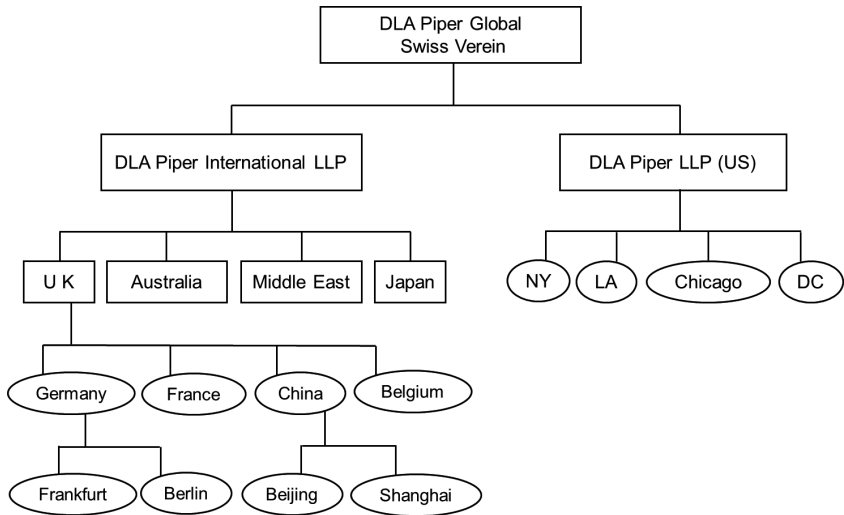 DLA Piper Global
Swiss Verein
DLA Piper International LLP
DLA Piper LLP (US)
U K
Australia
Middle East
Japan
NY
LA
Chicago
DC
Germany
France
China
Belgium
Frankfurt
Berlin
Beijing
Shanghai